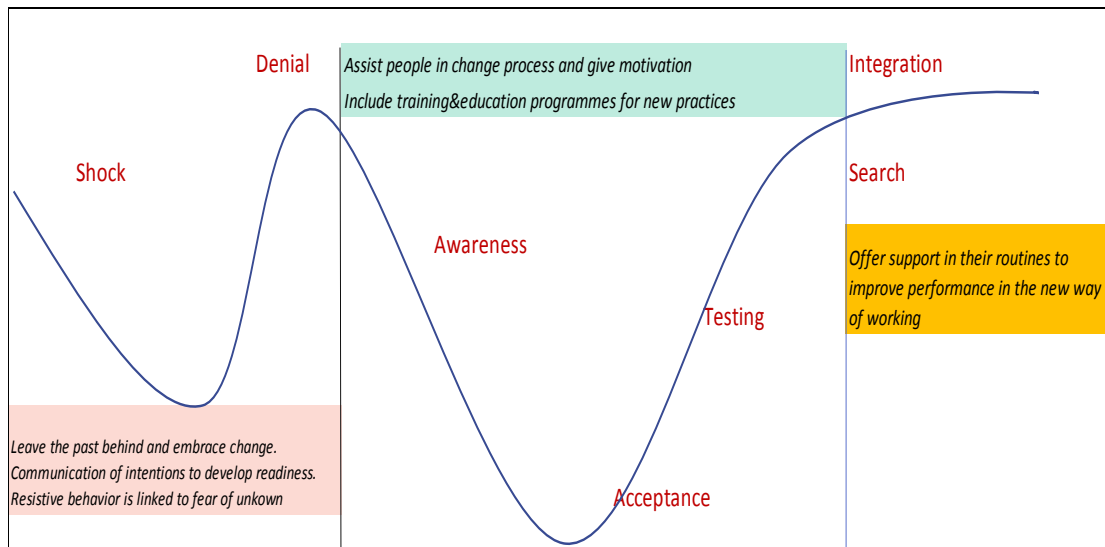 Denial
Assist people in change process and give motivation
Include training&education programmes for new practices
Integration
Shock
Search
Awareness
Offer support in their routines to
improve performance in the new way
of working
Testing
Leave the past behind and embrace change.
Communication of intentions to develop readiness.
Resistive behavior is linked to fear of unkown
Acceptance